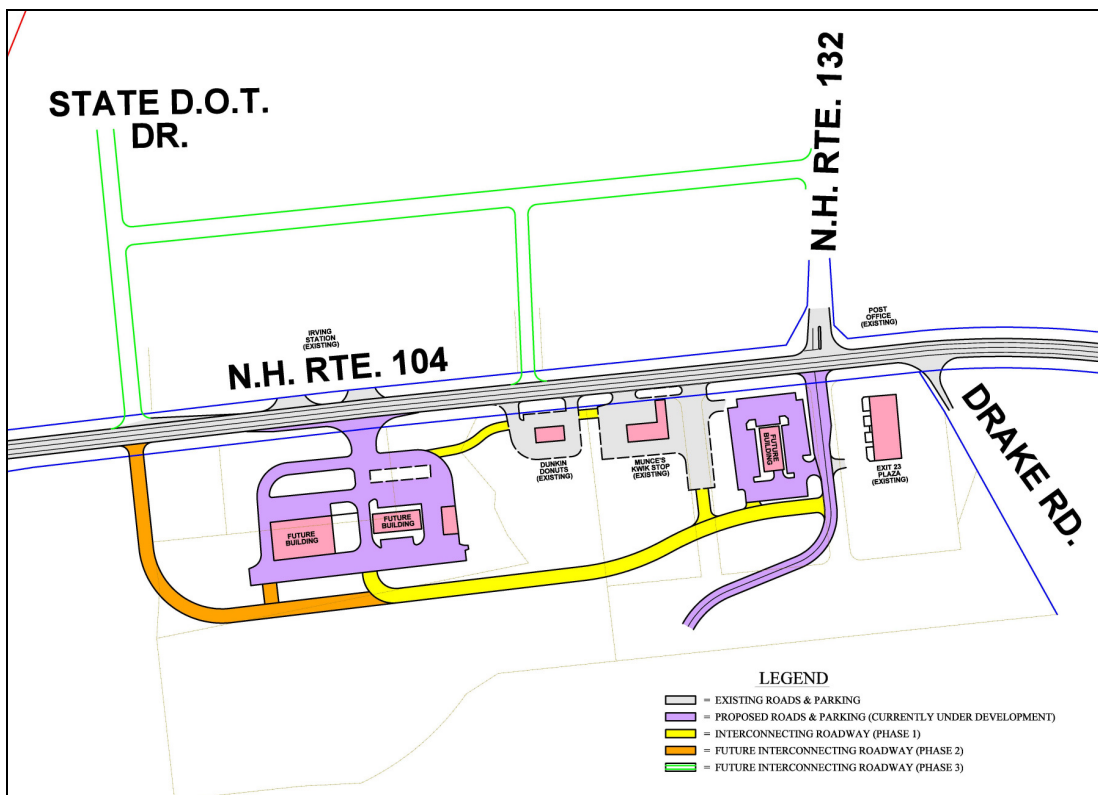 STATE D.O.T.
DR.
N.H. RTE. 132
IRVING
STATION
(EXISTING)
POST
OFFICE
(EXISTING)
N.H. RTE. 104
DRAKE RD.
DUNKIN
DONUTS
(EXISTING)
MUNCE'S
KWIK STOP
(EXISTING)
FUTURE
BUILDING
EXIT 23
PLAZA
(EXISTING)
FUTURE
BUILDING
FUTURE
BUILDING
LEGEND
= EXISTING ROADS & PARKING
= PROPOSED ROADS & PARKING (CURRENTLY UNDER DEVELOPMENT)
= INTERCONNECTING ROADWAY (PHASE 1)
= FUTURE INTERCONNECTING ROADWAY (PHASE 2)
= FUTURE INTERCONNECTING ROADWAY (PHASE 3)